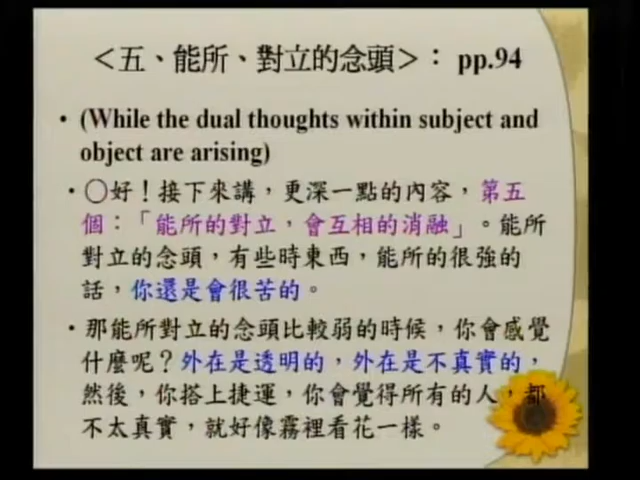 ＜五、能所、對立的念頭＞： pp.94
• (While the dual thoughts within subject and
object are arising)
• ○好！接下來講，更深一點的內容，第五
個：「能所的對立，會互相的消融」。能所
對立的念頭，有些時東西，能所的很強的
話，你還是會很苦的。
• 那能所對立的念頭比較弱的時候，你會感覺
什麼呢？外在是透明的，外在是不真實的，
然後，你搭上捷運，你會覺得所有的人，都
不太真實，就好像霧裡看花一樣。